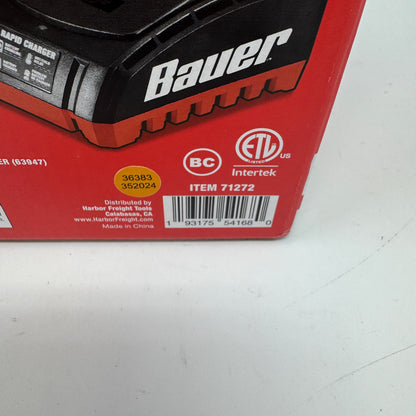 RAPID CHARGER
Bauer
ER (63947)
36383
352024
BC
ETL
LISTED
US
Intertek
ITEM 71272
Distributed by
Harbor Freight Tools
Calabasas, CA
www.HarborFreight.com
Made in China
1 93175 54168 0